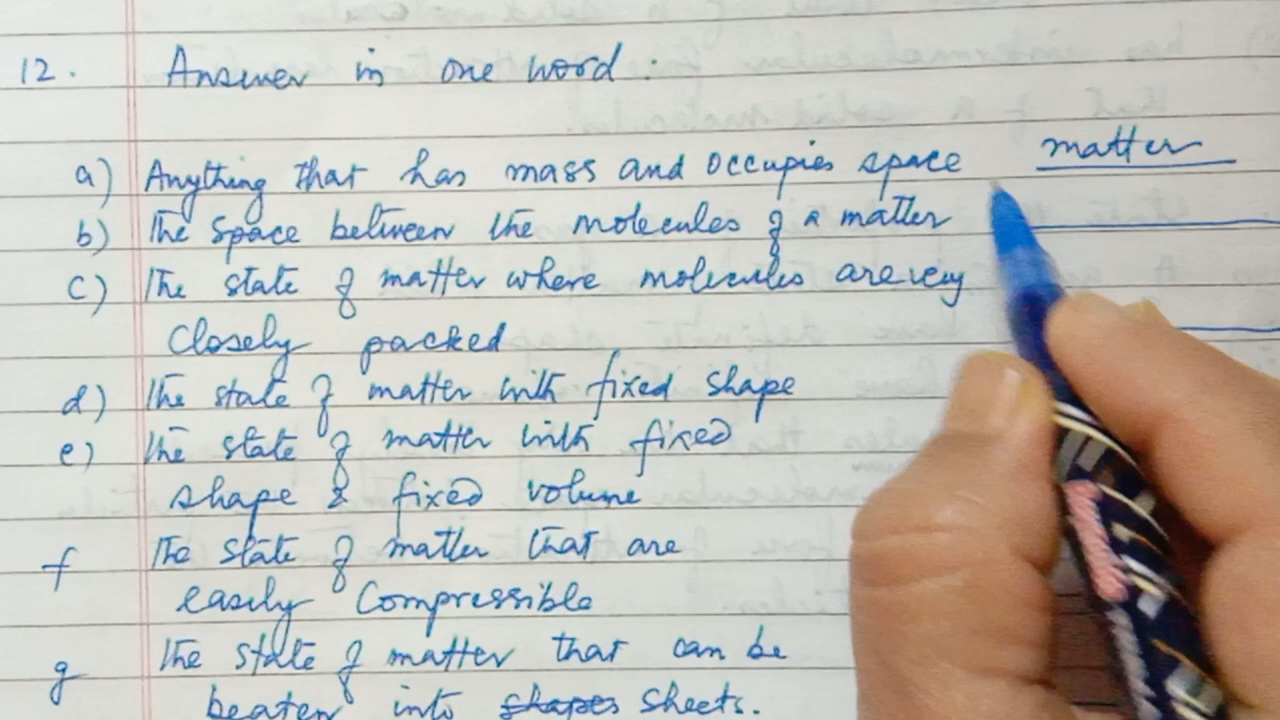 12. Answer in one word.
a) Anything that has mass and occupies space matter
b) The Space between the molecules of a matter
c) The state of matter where molecules are very
Closely packed
d) The state of matter with fixed shape
e) The state of matter with fixed
shape & fixed volume
f The state of matter that are
easily Compressible
g The state of matter that can be
beaten into shapes sheets.